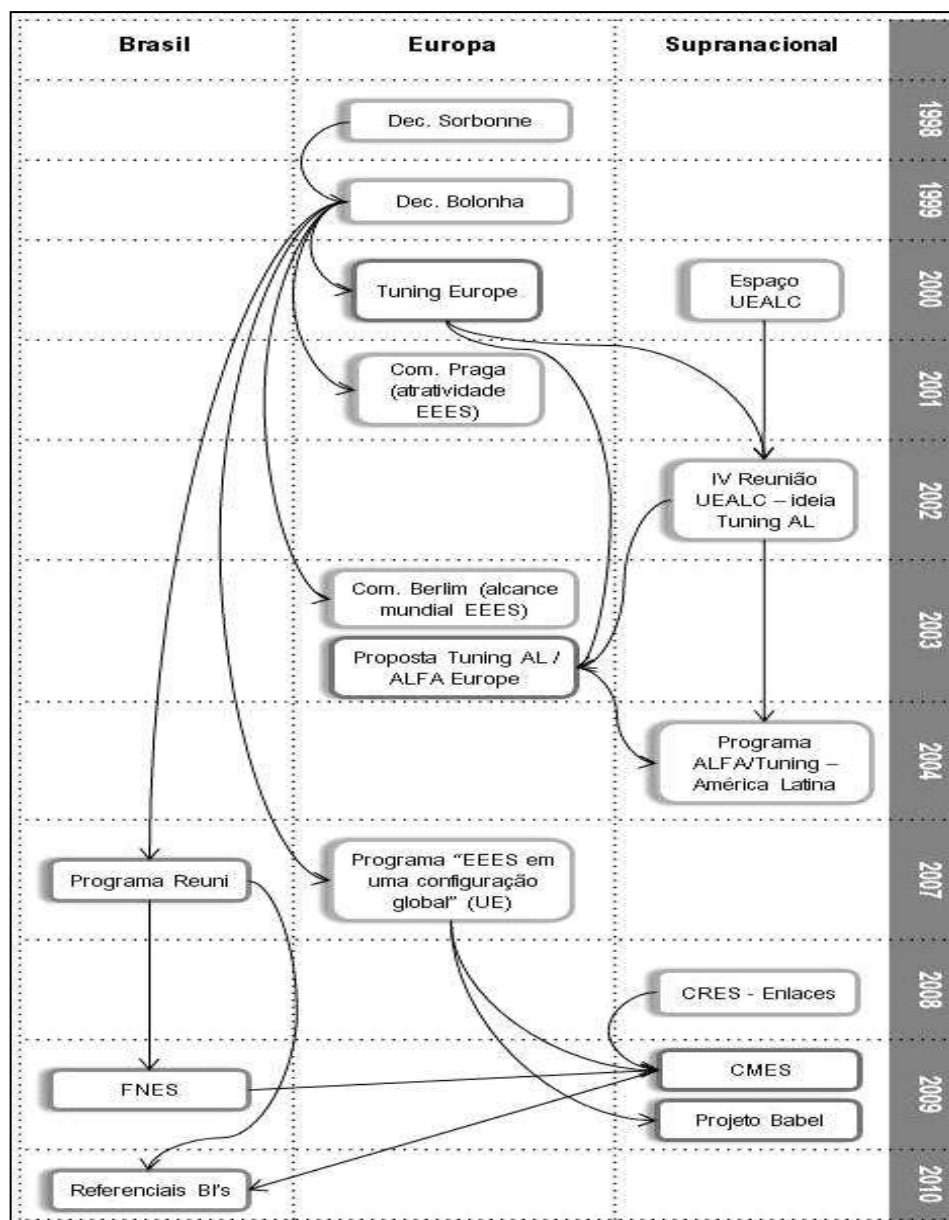 Brasil
Europa
Supranacional
Dec. Sorbonne
1998
Dec. Bolonha
1999
Tuning Europe
Espaço
UEALC
2000
Com. Praga
(atratividade
EEES)
2001
IV Reunião
UEALC – ideia
Tuning AL
2002
Com. Berlim (alcance
mundial EEES)
Proposta Tuning AL /
ALFA Europe
2003
Programa
ALFA/Tuning –
América Latina
2004
Programa Reuni
Programa “EEES em
uma configuração
global” (UE)
2007
CRES - Enlaces
2008
FNES
CMES
Projeto Babel
2009
Referenciais BI's
2010